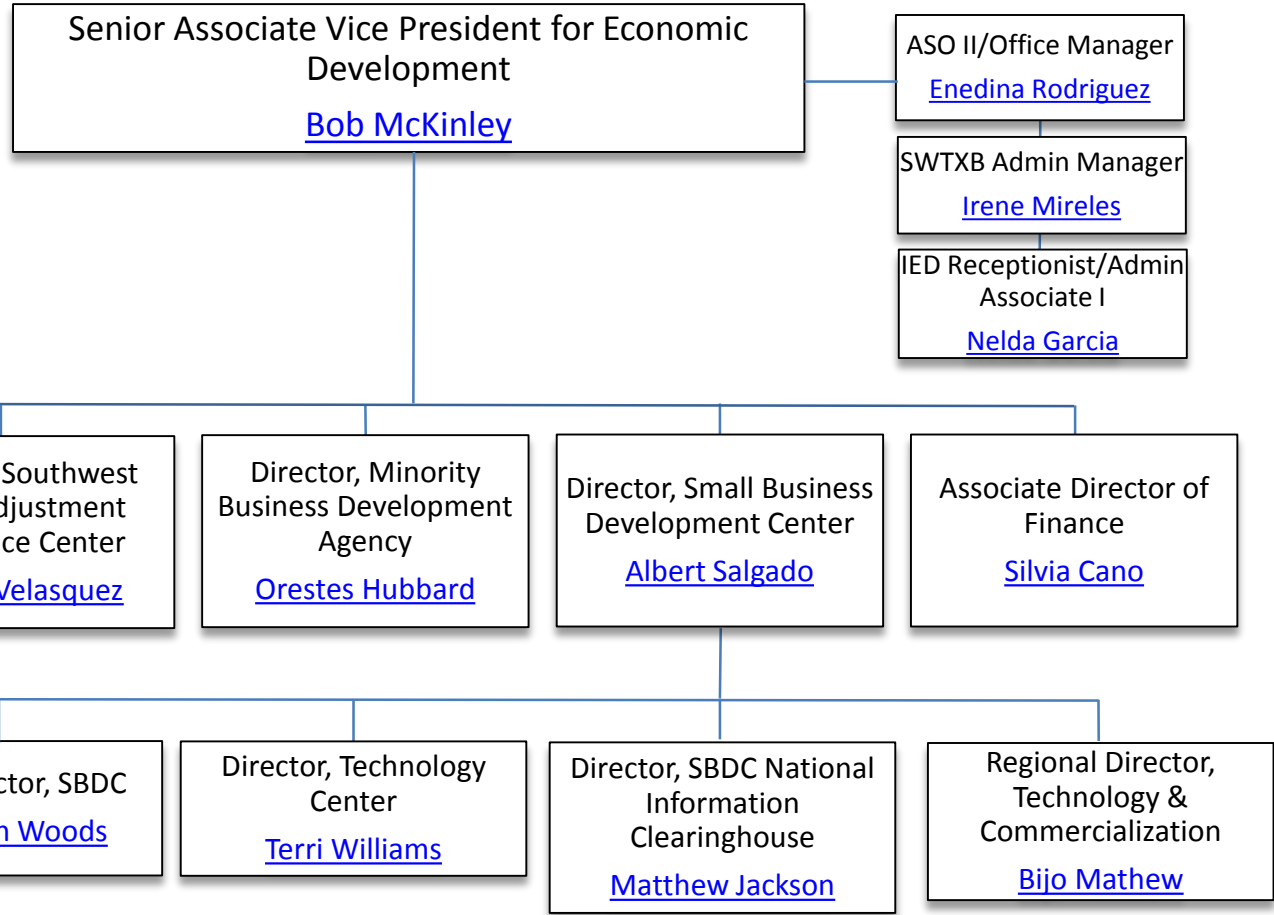 Senior Associate Vice President for Economic
Development
Bob McKinley
ASO II/Office Manager
Enedina Rodriguez
SWTXB Admin Manager
Irene Mireles
IED Receptionist/Admin
Associate I
Nelda Garcia
Southwest
Center
Velasquez
Director, Minority
Business Development
Agency
Orestes Hubbard
Director, Small Business
Development Center
Albert Salgado
Associate Director of
Finance
Silvia Cano
SBDC
Woods
Director, Technology
Center
Terri Williams
Director, SBDC National
Information
Clearinghouse
Matthew Jackson
Regional Director,
Technology &
Commercialization
Bijo Mathew